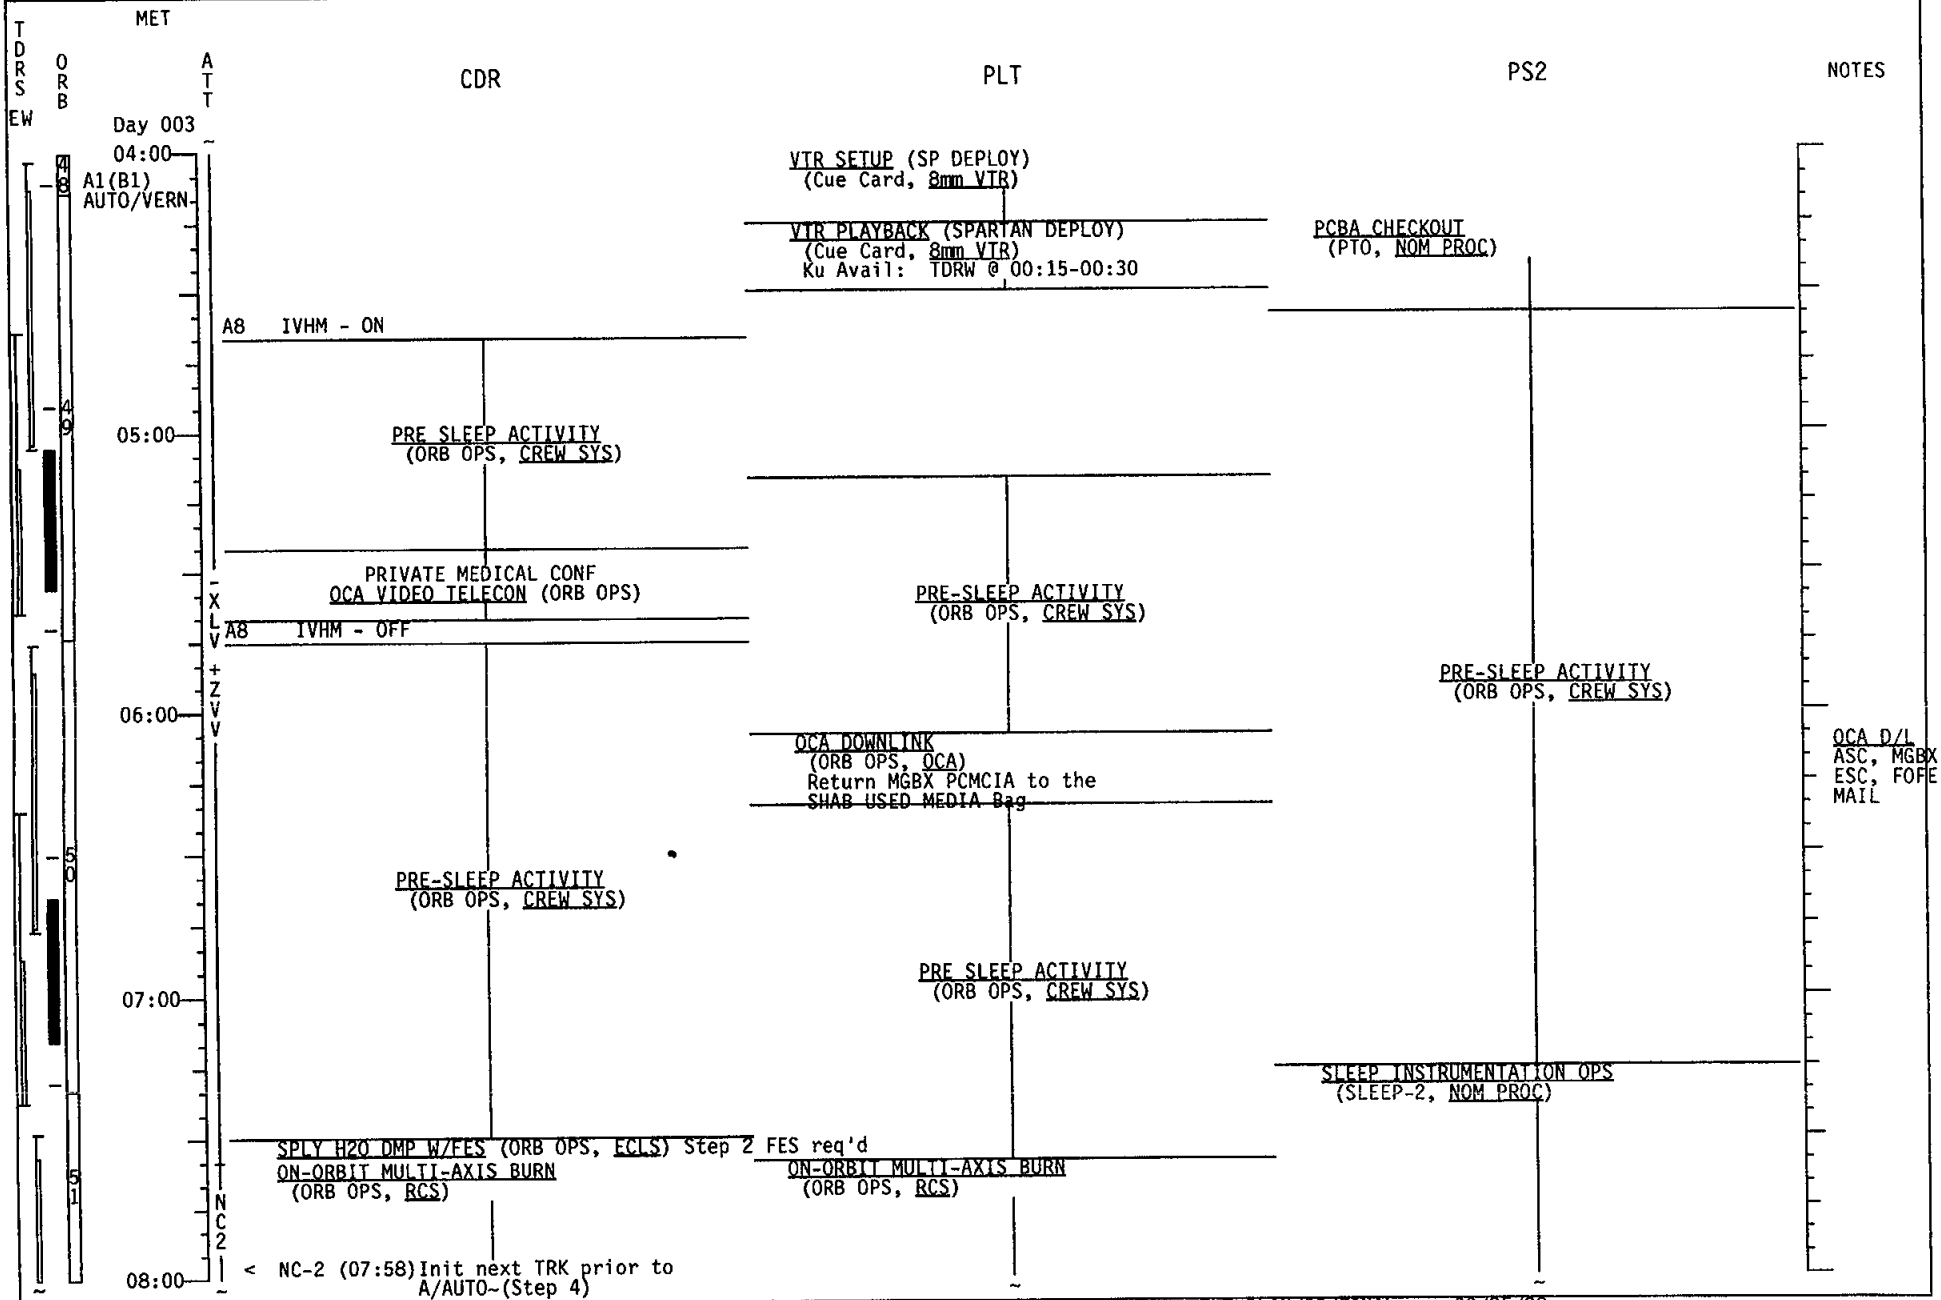 MET
TDRS
ORB
ATT
CDR
PLT
PS2
NOTES
EW
Day 003
04:00
48
A1(B1)
AUTO/VERN
VTR SETUP (SP DEPLOY)
(Cue Card, 8mm VTR)
VTR PLAYBACK (SPARTAN DEPLOY)
(Cue Card, 8mm VTR)
Ku Avail: TDRW @ 00:15-00:30
PCBA CHECKOUT
(PTO, NOM PROC)
A8 IVHM - ON
49
05:00
PRE SLEEP ACTIVITY
(ORB OPS, CREW SYS)
PRIVATE MEDICAL CONF
OCA VIDEO TELECON (ORB OPS)
-XLV
+ZVV
A8 IVHM - OFF
PRE-SLEEP ACTIVITY
(ORB OPS, CREW SYS)
PRE-SLEEP ACTIVITY
(ORB OPS, CREW SYS)
06:00
OCA DOWNLINK
(ORB OPS, OCA)
Return MGBX PCMCIA to the
SHAB USED MEDIA Bag
OCA D/L
ASC, MGBX
ESC, FOFE
MAIL
50
PRE-SLEEP ACTIVITY
(ORB OPS, CREW SYS)
PRE SLEEP ACTIVITY
(ORB OPS, CREW SYS)
07:00
SLEEP INSTRUMENTATION OPS
(SLEEP-2, NOM PROC)
SPLY H2O DMP W/FES (ORB OPS, ECLS) Step 2 FES req'd
ON-ORBIT MULTI-AXIS BURN
(ORB OPS, RCS)
ON-ORBIT MULTI-AXIS BURN
(ORB OPS, RCS)
51
NC2
< NC-2 (07:58) Init next TRK prior to
A/AUTO~(Step 4)
08:00